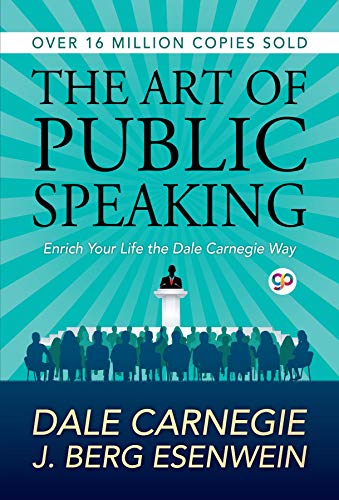 OVER 16 MILLION COPIES SOLD
THE ART OF
PUBLIC
SPEAKING
Enrich Your Life the Dale Carnegie Way
gp
DALE CARNEGIE
J. BERG ESENWEIN